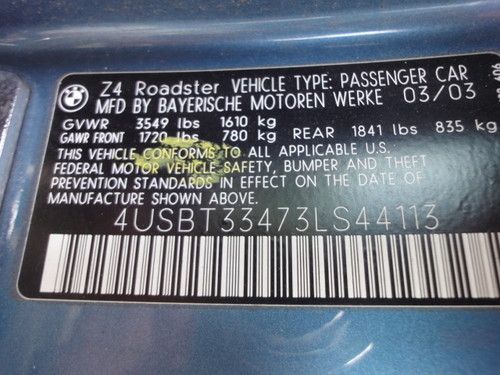 Z4 Roadster VEHICLE TYPE: PASSENGER CAR
MFD BY BAYERISCHE MOTOREN WERKE 03/03
GVWR 3549 lbs 1610 kg
GAWR FRONT 1720 lbs 780 kg REAR 1841 lbs 835 kg
THIS VEHICLE CONFORMS TO ALL APPLICABLE U.S.
FEDERAL MOTOR VEHICLE SAFETY, BUMPER AND THEFT
PREVENTION STANDARDS IN EFFECT ON THE DATE OF
MANUFACTURE SHOWN ABOVE.
4USBT33473LS44113